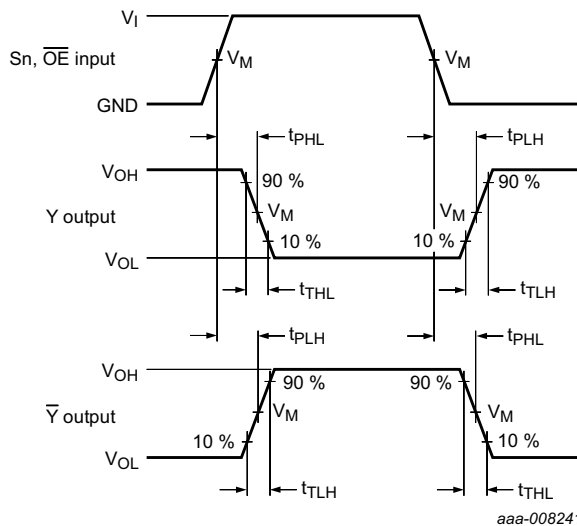 V_I
Sn, O̅E̅ input
V_M
V_M
GND
t_PHL
t_PLH
V_OH
90 %
90 %
Y output
V_M
V_M
10 %
10 %
V_OL
t_THL
t_TLH
t_PLH
t_PHL
V_OH
90 %
90 %
Y̅ output
V_M
V_M
10 %
10 %
V_OL
t_TLH
t_THL
aaa-008241